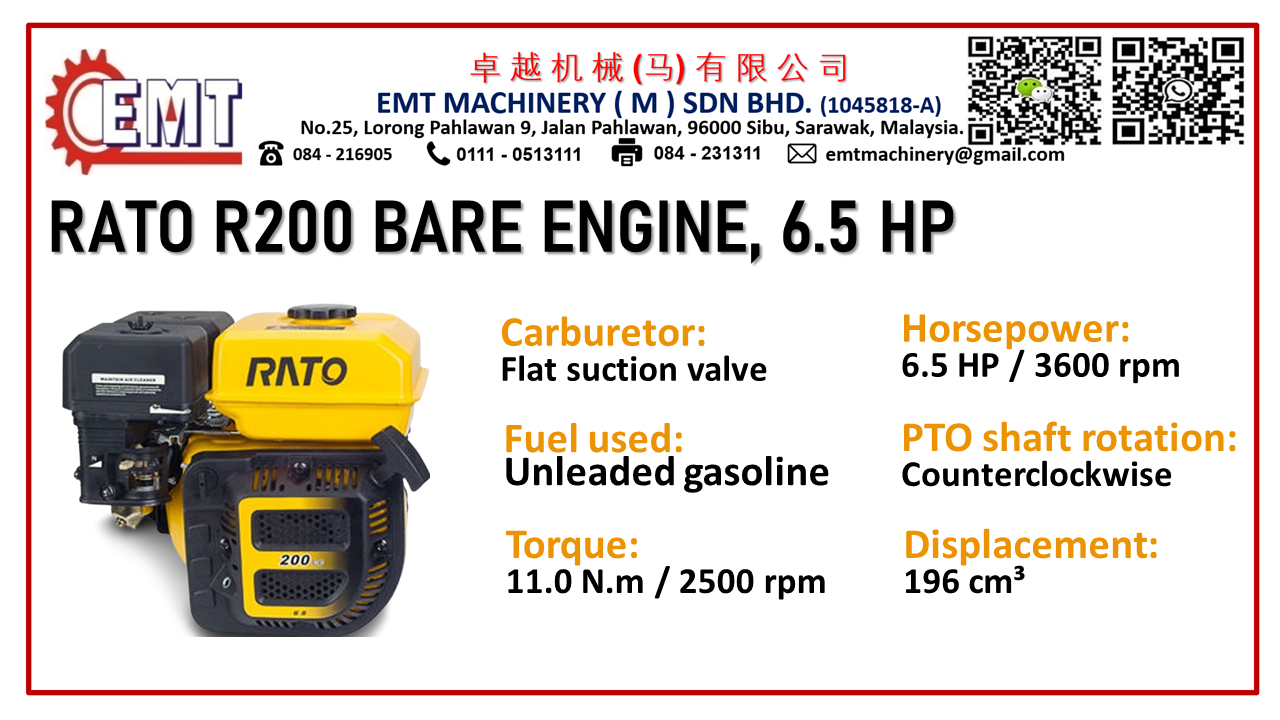 EMT
卓越机械(马)有限公司
EMT MACHINERY ( M ) SDN BHD. (1045818-A)
No.25, Lorong Pahlawan 9, Jalan Pahlawan, 96000 Sibu, Sarawak, Malaysia.
084 - 216905
0111 - 0513111
084 - 231311
emtmachinery@gmail.com
RATO R200 BARE ENGINE, 6.5 HP
MAINTAIN AIR CLEANER
RATO
200
6.5
Carburetor:
Flat suction valve
Fuel used:
Unleaded gasoline
Torque:
11.0 N.m / 2500 rpm
Horsepower:
6.5 HP / 3600 rpm
PTO shaft rotation:
Counterclockwise
Displacement:
196 cm³